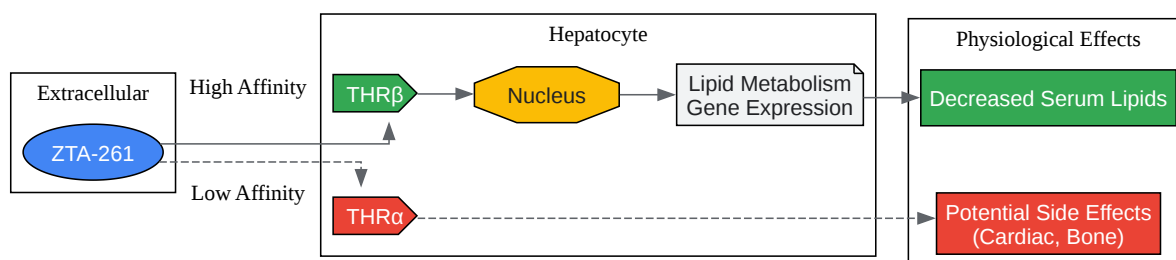 Hepatocyte
Physiological Effects
Extracellular
High Affinity
THRβ
Nucleus
Lipid Metabolism
Gene Expression
Decreased Serum Lipids
ZTA-261
Low Affinity
THRα
Potential Side Effects
(Cardiac, Bone)